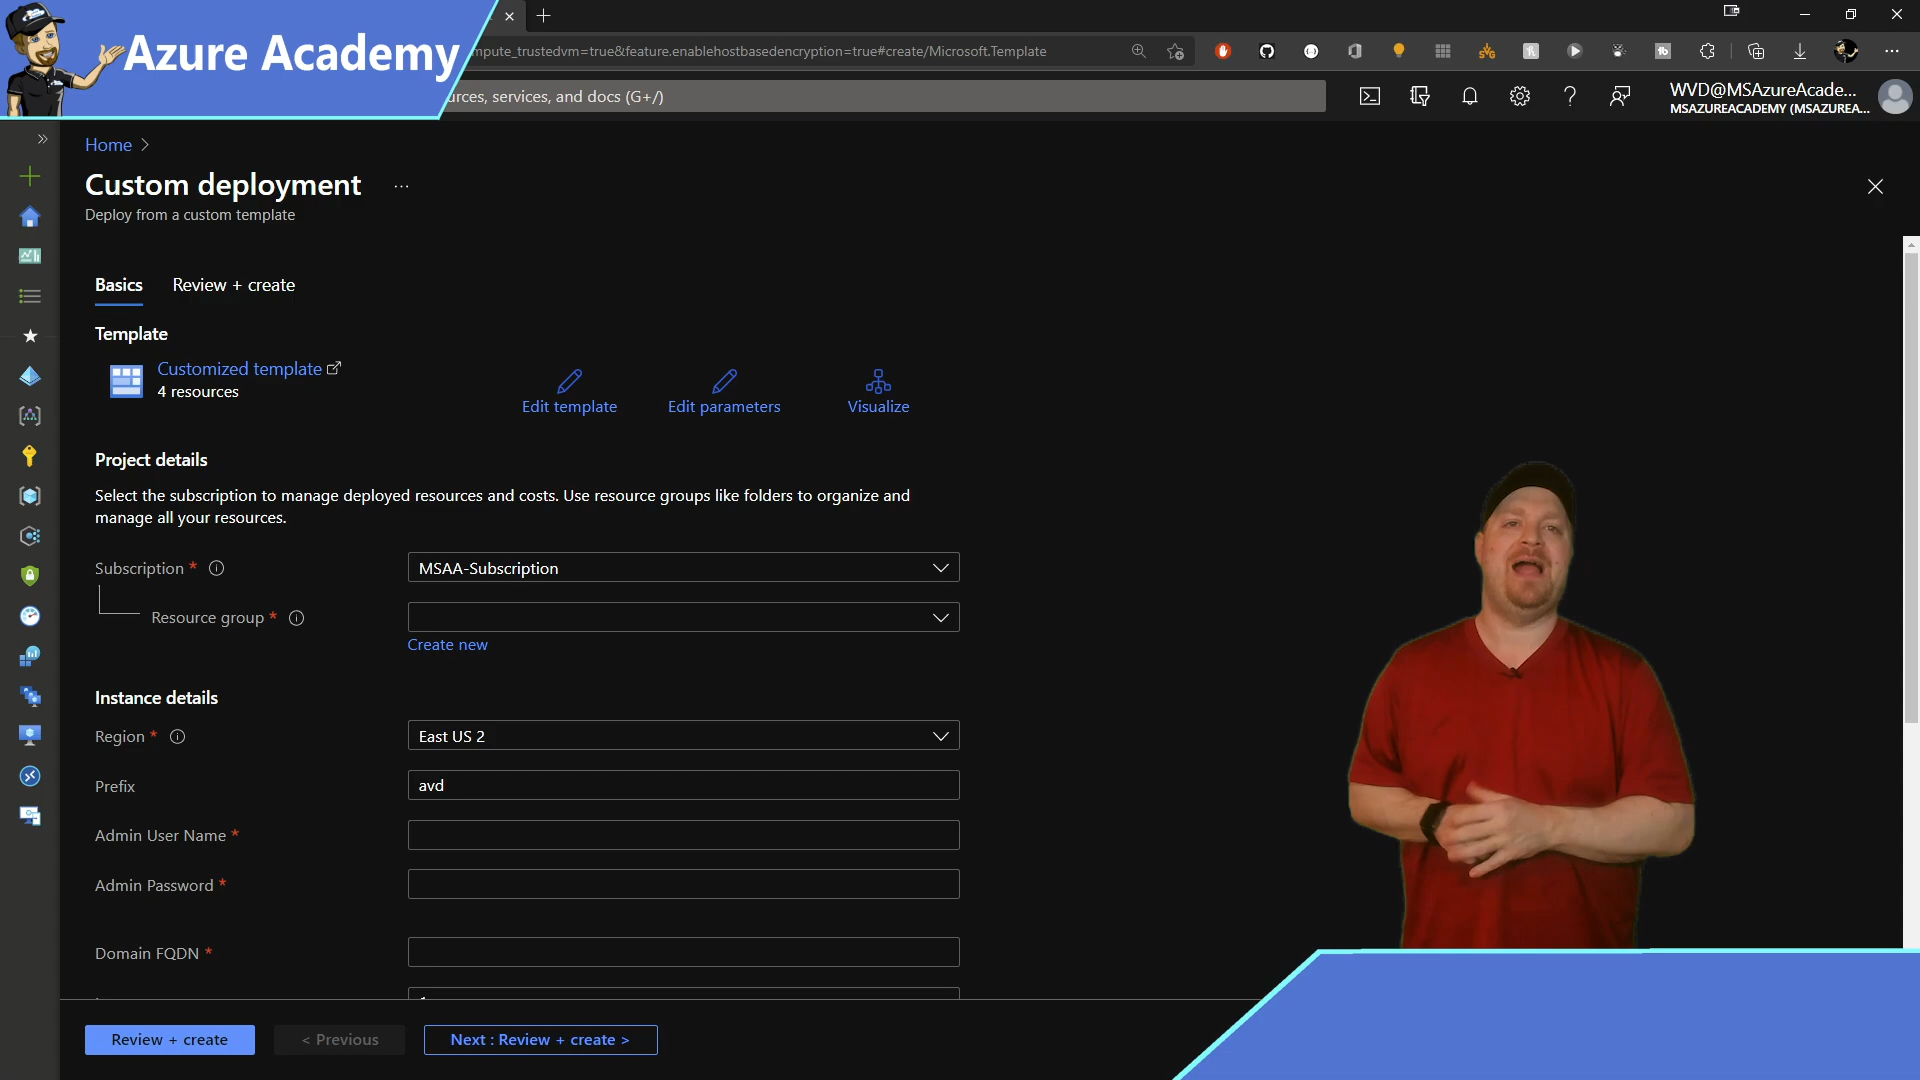 Azure Academy
mpute_trustedvm=true&feature.enablehostbasedencryption=true#create/Microsoft.Template
urces, services, and docs (G+/)
WVD@MSAzureAcade...
MSAZUREACADEMY (MSAZUREA...
Home
Custom deployment ...
Deploy from a custom template
Basics Review + create
Template
Customized template
4 resources
Edit template
Edit parameters
Visualize
Project details
Select the subscription to manage deployed resources and costs. Use resource groups like folders to organize and
manage all your resources.
Subscription *
MSAA-Subscription
Resource group *
Create new
Instance details
Region *
East US 2
Prefix
avd
Admin User Name *
Admin Password *
Domain FQDN *
Review + create
< Previous
Next : Review + create >